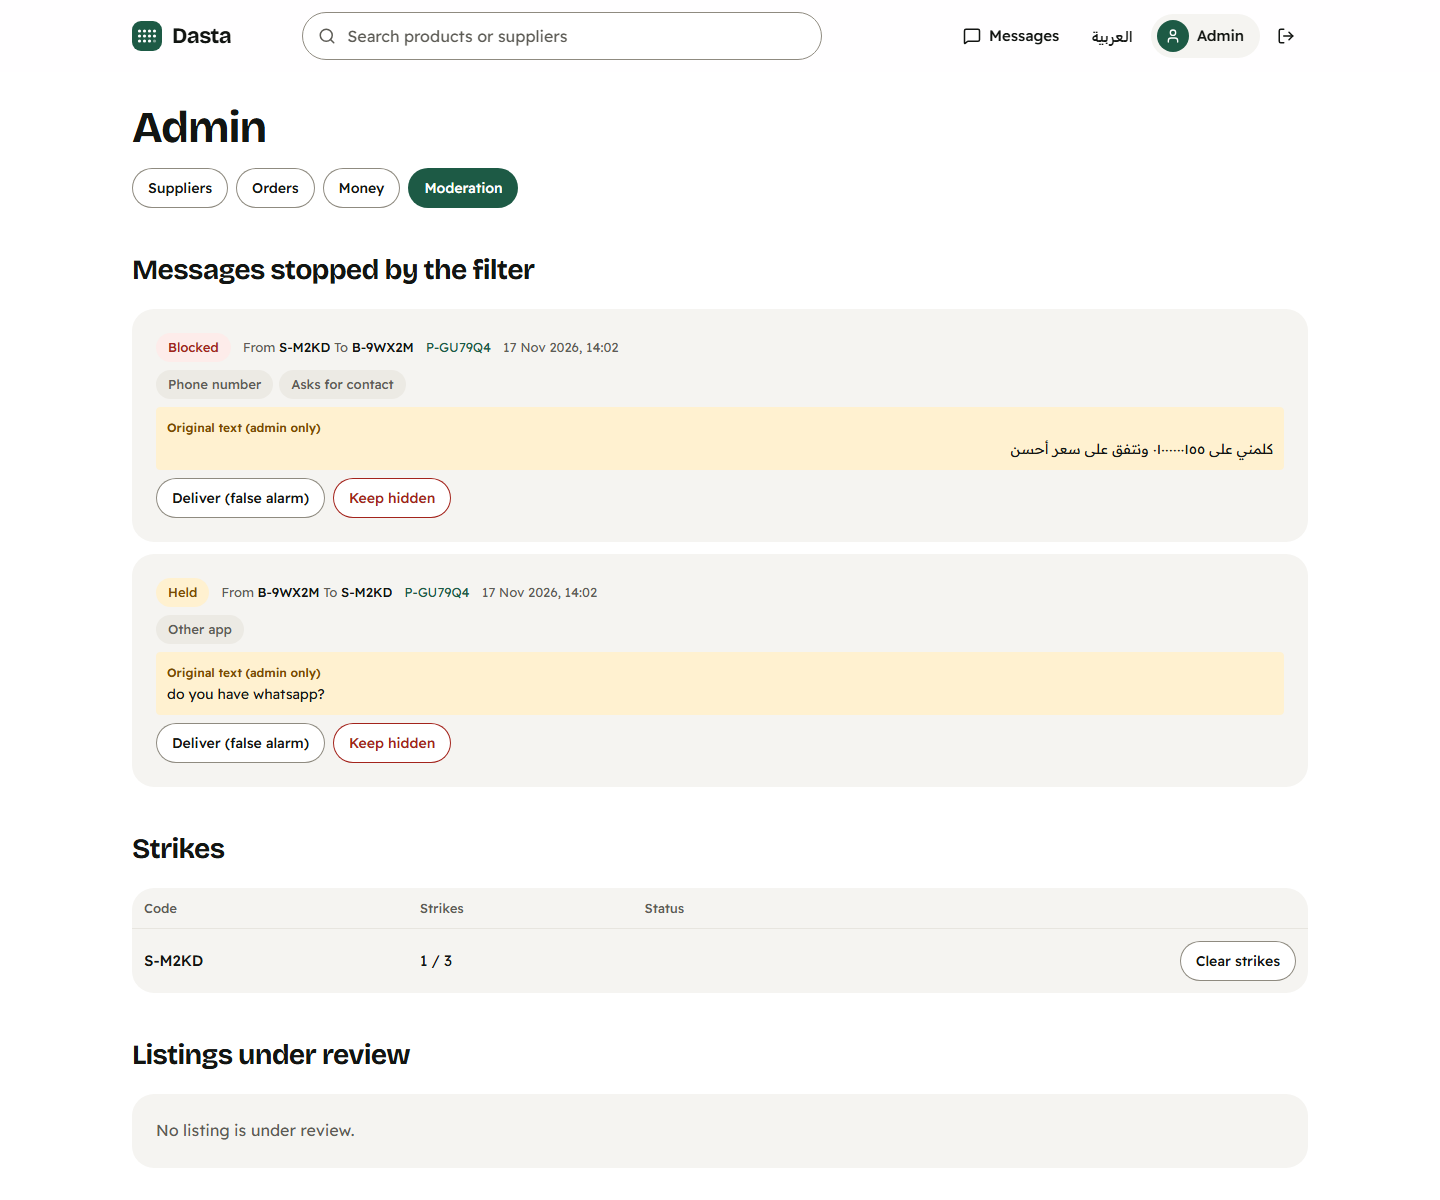 Dasta
Search products or suppliers
Messages
العربية
Admin
Admin
Suppliers
Orders
Money
Moderation
Messages stopped by the filter
Blocked From S-M2KD To B-9WX2M P-GU79Q4 17 Nov 2026, 14:02
Phone number
Asks for contact
Original text (admin only)
كلمني على ٠١٠٠٠٠٠٠١٥٥ ونتفق على سعر أحسن
Deliver (false alarm)
Keep hidden
Held From B-9WX2M To S-M2KD P-GU79Q4 17 Nov 2026, 14:02
Other app
Original text (admin only)
do you have whatsapp?
Deliver (false alarm)
Keep hidden
Strikes
Code Strikes Status
S-M2KD 1 / 3 Clear strikes
Listings under review
No listing is under review.